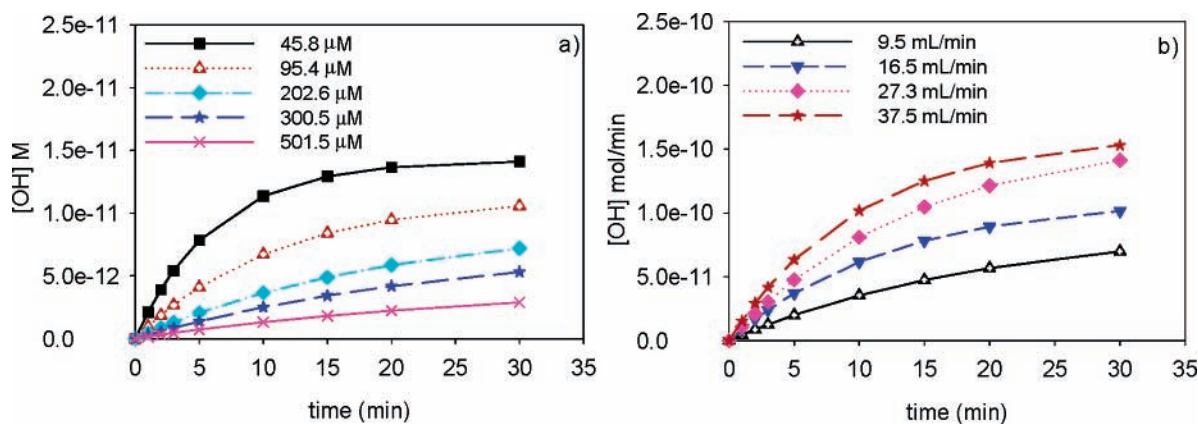 a)
45.8 μM
95.4 μM
202.6 μM
300.5 μM
501.5 μM
[OH] M
2.5e-11
2.0e-11
1.5e-11
1.0e-11
5.0e-12
0.0
0 5 10 15 20 25 30 35
time (min)
b)
9.5 mL/min
16.5 mL/min
27.3 mL/min
37.5 mL/min
[OH] mol/min
2.5e-10
2.0e-10
1.5e-10
1.0e-10
5.0e-11
0.0
0 5 10 15 20 25 30 35
time (min)